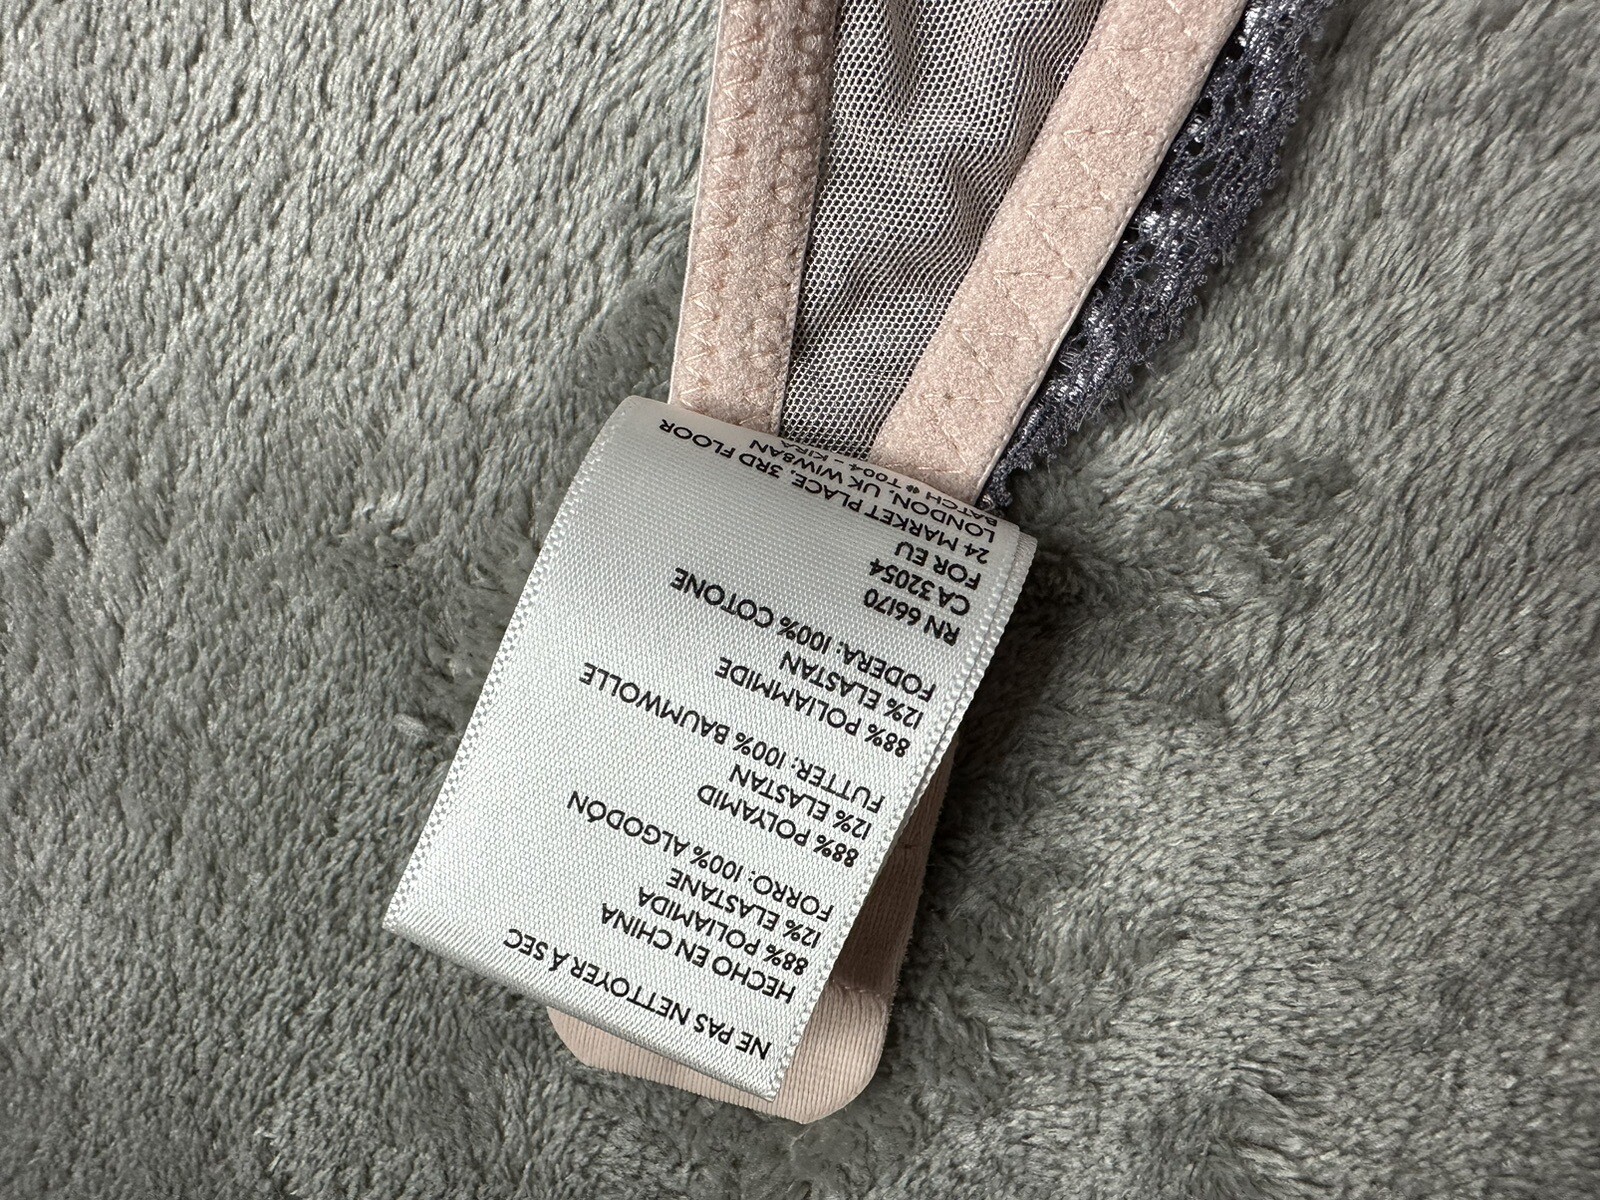 NE PAS NETTOYER À SEC
HECHO EN CHINA
88% POLIAMIDA
12% ELASTANE
FORRO: 100% ALGODÓN
88% POLYAMID
12% ELASTAN
FUTTER: 100% BAUMWOLLE
88% POLIAMMIDE
12% ELASTAN
FODERA: 100% COTONE
RN 66170
CA 32054
FOR EU
24 MARKET PLACE, 3RD FLOOR
LONDON, UK W1W8AN
BATCH # T004 -